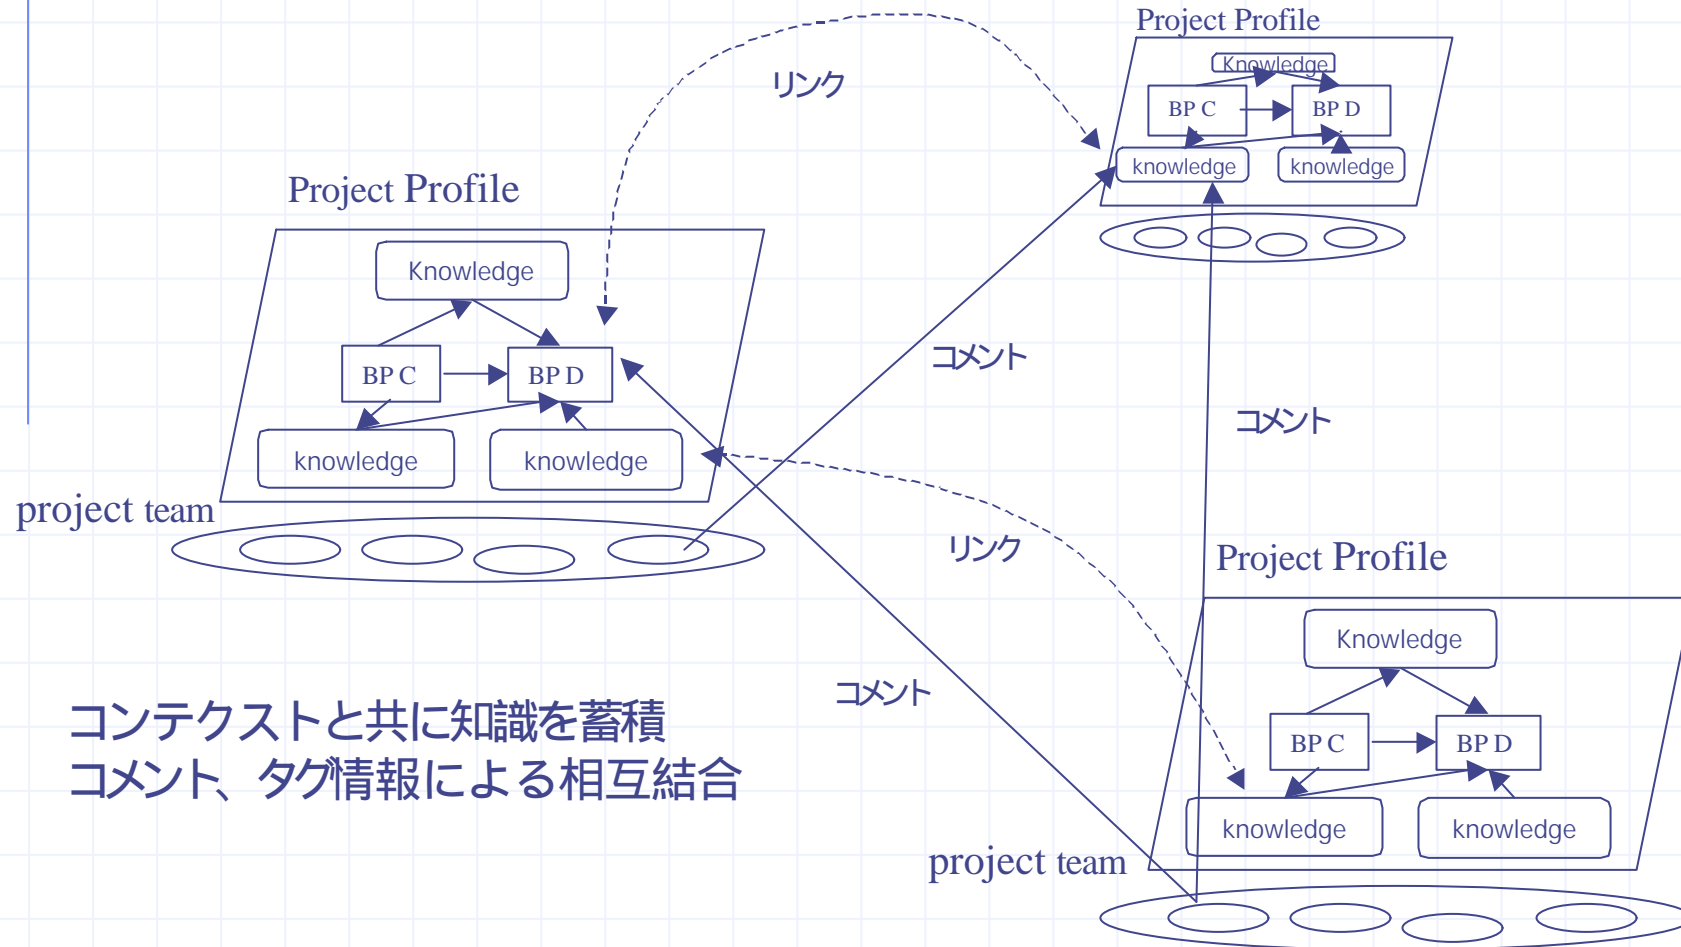 Project Profile
Knowledge
BP C
BP D
knowledge
knowledge
リンク
Project Profile
Knowledge
BP C
BP D
knowledge
knowledge
project team
コメント
コメント
リンク
Project Profile
Knowledge
BP C
BP D
knowledge
knowledge
project team
コメント
コンテクストと共に知識を蓄積
コメント、タグ情報による相互結合